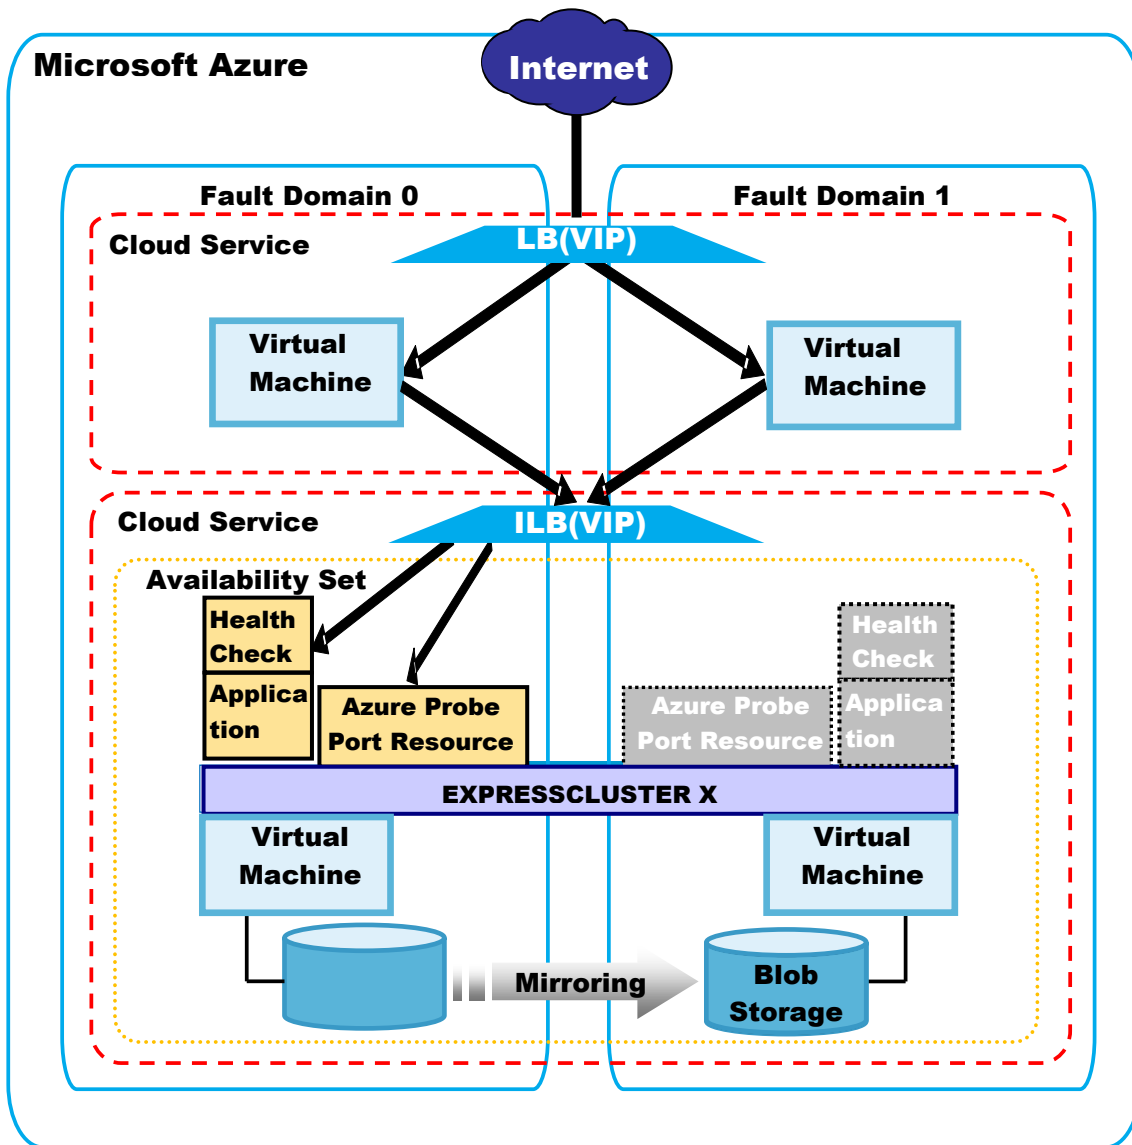 Internet
Microsoft Azure
Fault Domain 0
Fault Domain 1
LB(VIP)
Cloud Service
Virtual
Machine
Virtual
Machine
ILB(VIP)
Cloud Service
Availability Set
Health
Check
Applica
tion
Azure Probe
Port Resource
Azure Probe
Port Resource
Health
Check
Applica
tion
EXPRESSCLUSTER X
Virtual
Machine
Virtual
Machine
Mirroring
Blob
Storage